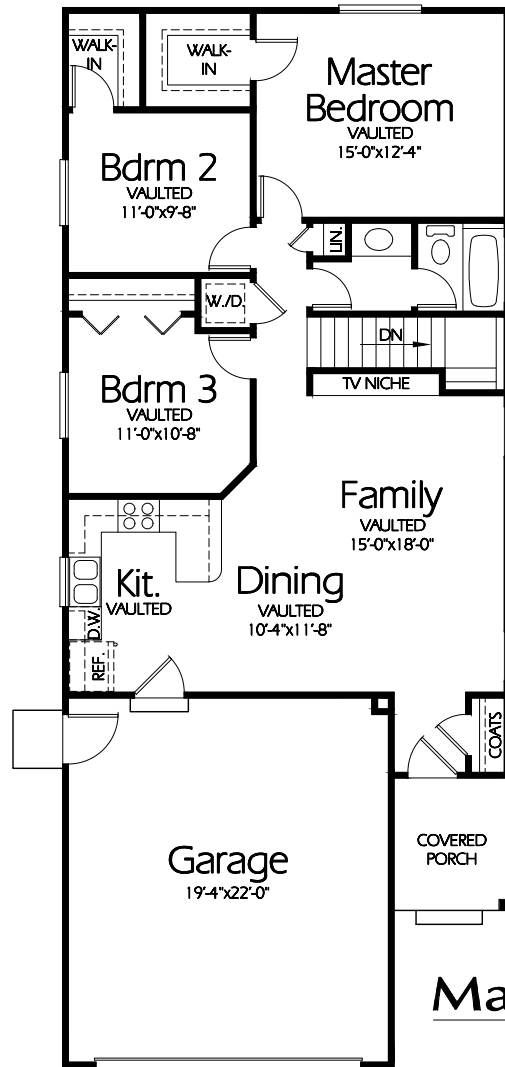 WALK-
IN
WALK-
IN
Master
Bedroom
VAULTED
15'-0"x12'-4"
Bdrm 2
VAULTED
11'-0"x9'-8"
LIN.
W./D.
DN
TV NICHE
Bdrm 3
VAULTED
11'-0"x10'-8"
Family
VAULTED
15'-0"x18'-0"
Kit.
VAULTED
Dining
VAULTED
10'-4"x11'-8"
D.W.
REF.
COATS
Garage
19'-4"x22'-0"
COVERED
PORCH
Ma